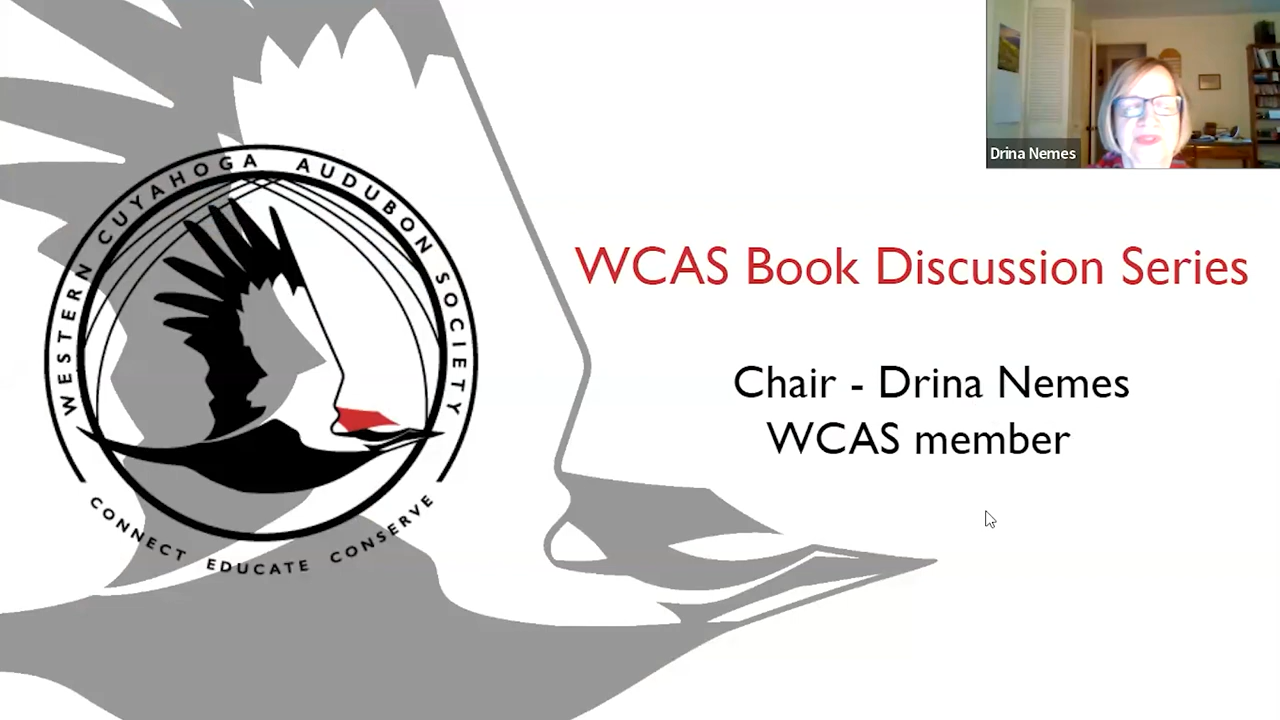 Drina Nemes
WESTERN CUYAHOGA AUDUBON SOCIETY
CONNECT EDUCATE CONSERVE
WCAS Book Discussion Series
Chair - Drina Nemes
WCAS member